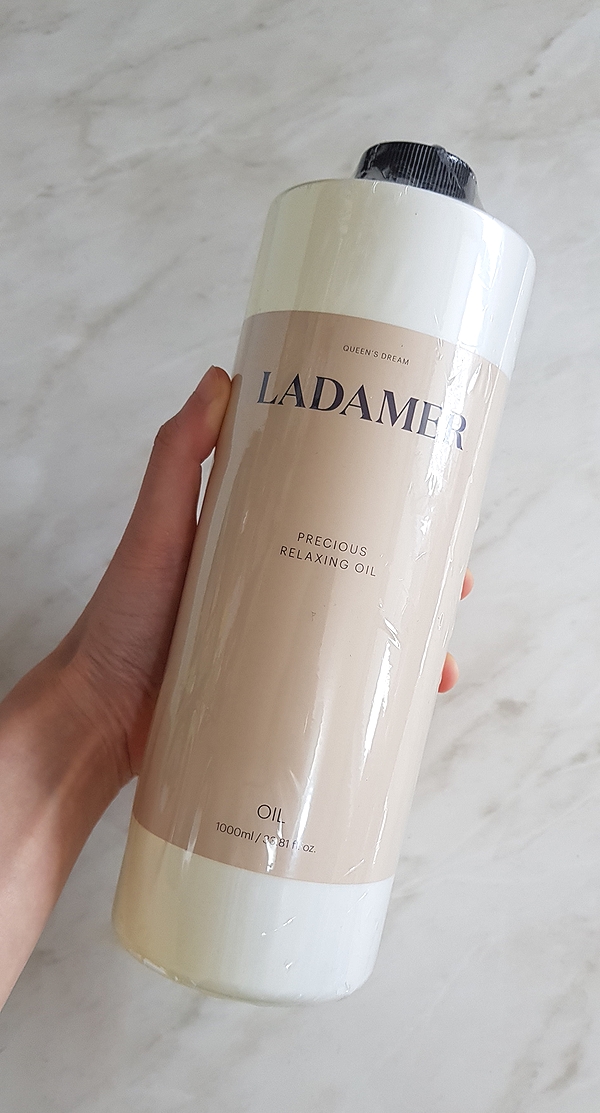 QUEEN'S DREAM
LADAMER
PRECIOUS
RELAXING OIL
OIL
1000ml / 33.81 fl. oz.